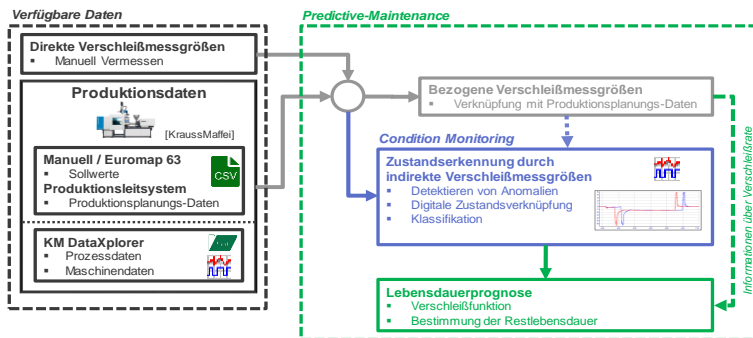 Verfügbare Daten
Direkte Verschleißmessgrößen
▪ Manuell Vermessen
Produktionsdaten
[KraussMaffei]
Manuell / Euromap 63
▪ Sollwerte
CSV
Produktionsleitsystem
▪ Produktionsplanungs-Daten
KM DataXplorer
▪ Prozessdaten
▪ Maschinendaten
Predictive-Maintenance
Bezogene Verschleißmessgrößen
▪ Verknüpfung mit Produktionsplanungs-Daten
Condition Monitoring
Zustandserkennung durch
indirekte Verschleißmessgrößen
▪ Detektieren von Anomalien
▪ Digitale Zustandsverknüpfung
▪ Klassifikation
Lebensdauerprognose
▪ Verschleißfunktion
▪ Bestimmung der Restlebensdauer
Informationen über Verschleißrate